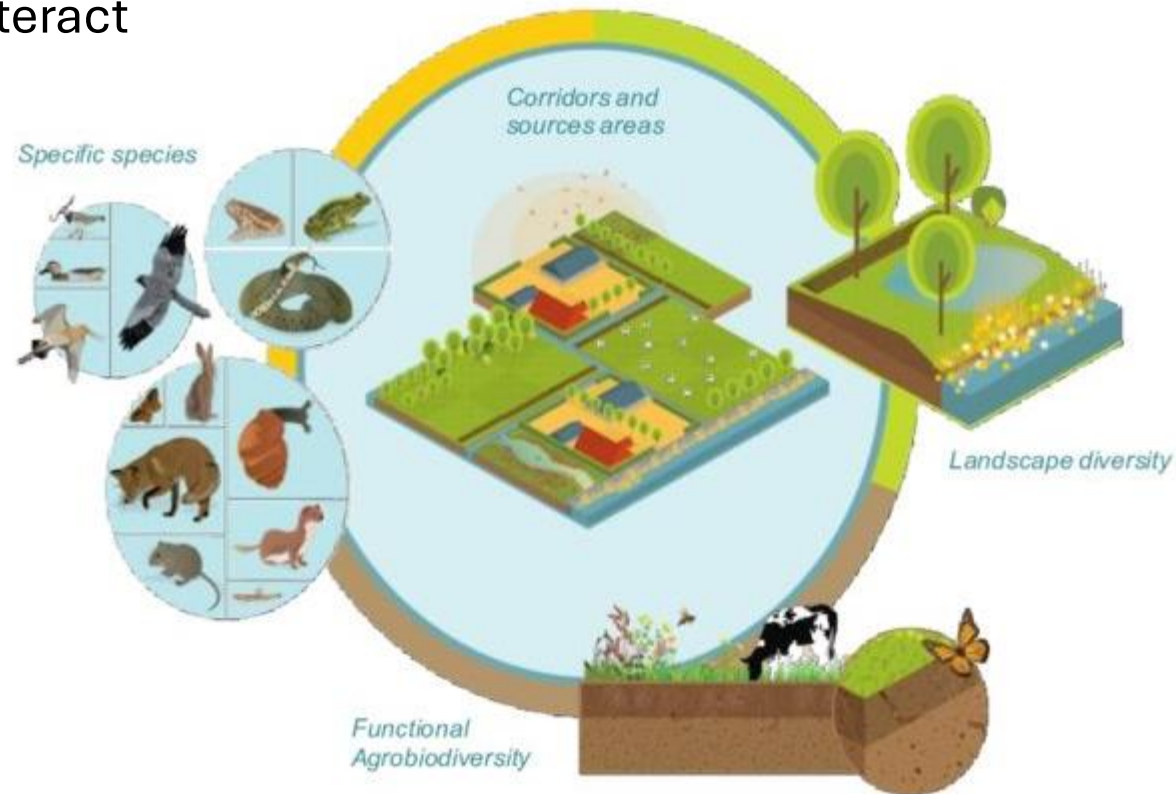 teract
Corridors and
sources areas
Specific species
Landscape diversity
Functional
Agrobiodiversity